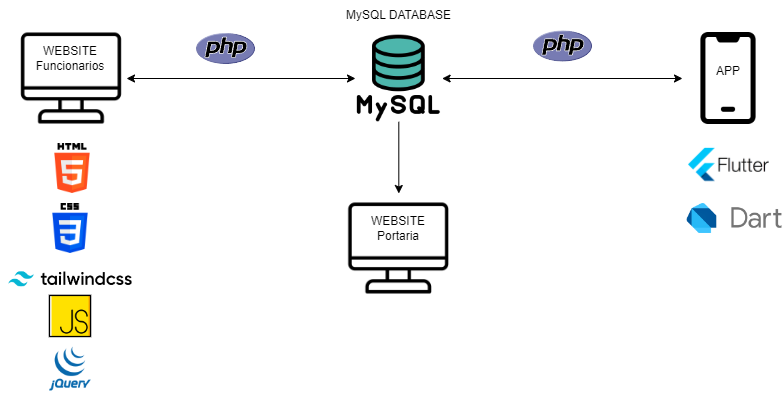 MySQL DATABASE
WEBSITE
Funcionarios
php
MySQL
php
APP
HTML
5
CSS
3
tailwindcss
JS
jQuery
WEBSITE
Portaria
Flutter
Dart